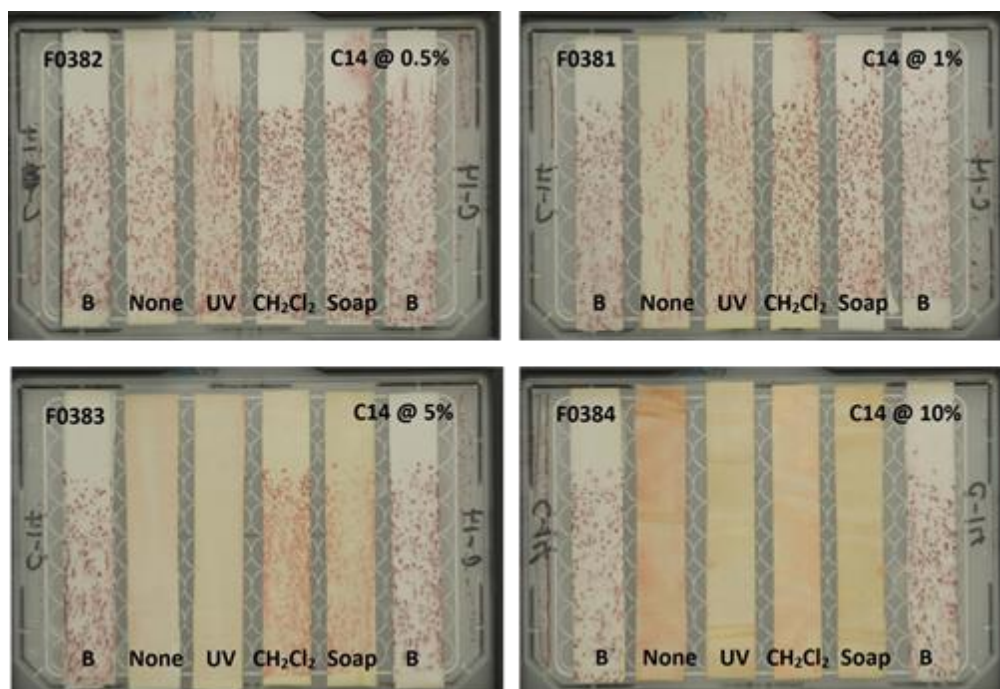 F0382 C14 @ 0.5%
B None UV CH₂Cl₂ Soap B
F0381 C14 @ 1%
B None UV CH₂Cl₂ Soap B
F0383 C14 @ 5%
B None UV CH₂Cl₂ Soap B
F0384 C14 @ 10%
B None UV CH₂Cl₂ Soap B